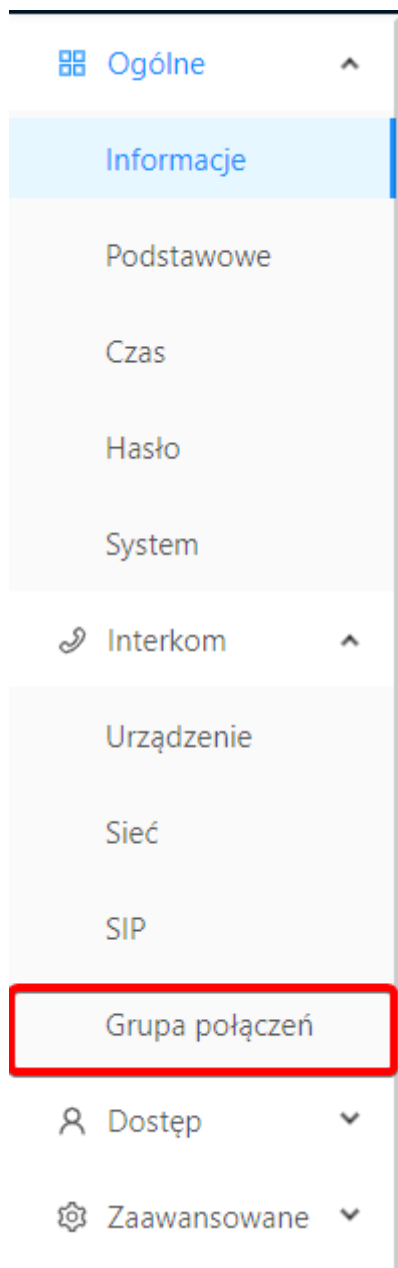 Ogólne
Informacje
Podstawowe
Czas
Hasło
System
Interkom
Urządzenie
Sieć
SIP
Grupa połączeń
Dostęp
Zaawansowane